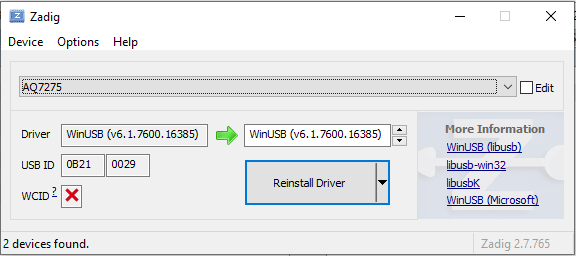 Zadig
Device Options Help
AQ7275 Edit
Driver WinUSB (v6.1.7600.16385) WinUSB (v6.1.7600.16385)
USB ID 0B21 0029
WCID ?
Reinstall Driver
More Information
WinUSB (libusb)
libusb-win32
libusbK
WinUSB (Microsoft)
2 devices found. Zadig 2.7.765